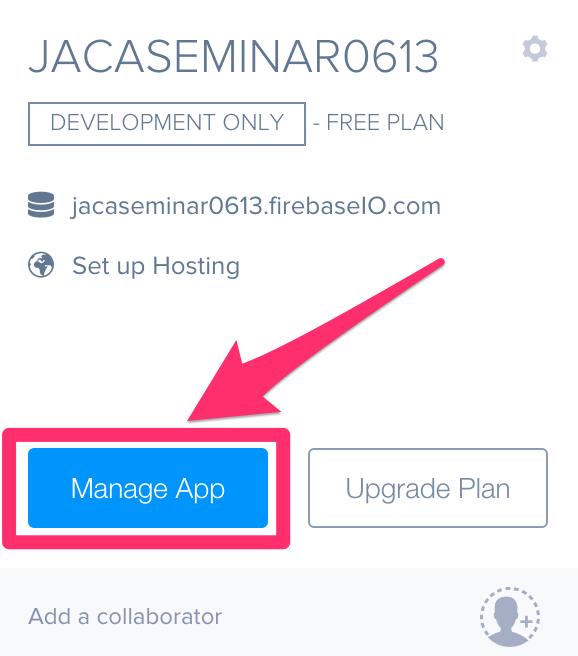 JACASEMINAR0613
DEVELOPMENT ONLY - FREE PLAN
jacaseminar0613.firebaseIO.com
Set up Hosting
Manage App
Upgrade Plan
Add a collaborator